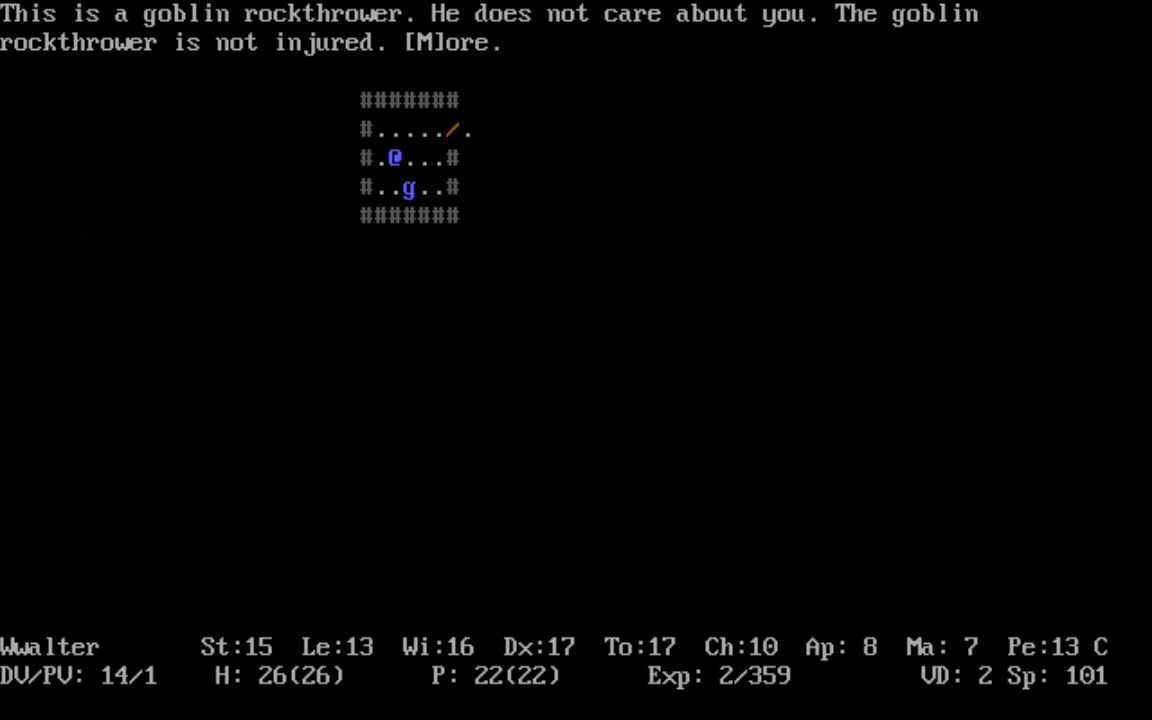 This is a goblin rockthrower. He does not care about you. The goblin
rockthrower is not injured. [M]ore.
#######
#...../.
#.@...#
#..g..#
#######
Wwalter St:15 Le:13 Wi:16 Dx:17 To:17 Ch:10 Ap: 8 Ma: 7 Pe:13 C
DV/PV: 14/1 H: 26(26) P: 22(22) Exp: 2/359 VD: 2 Sp: 101